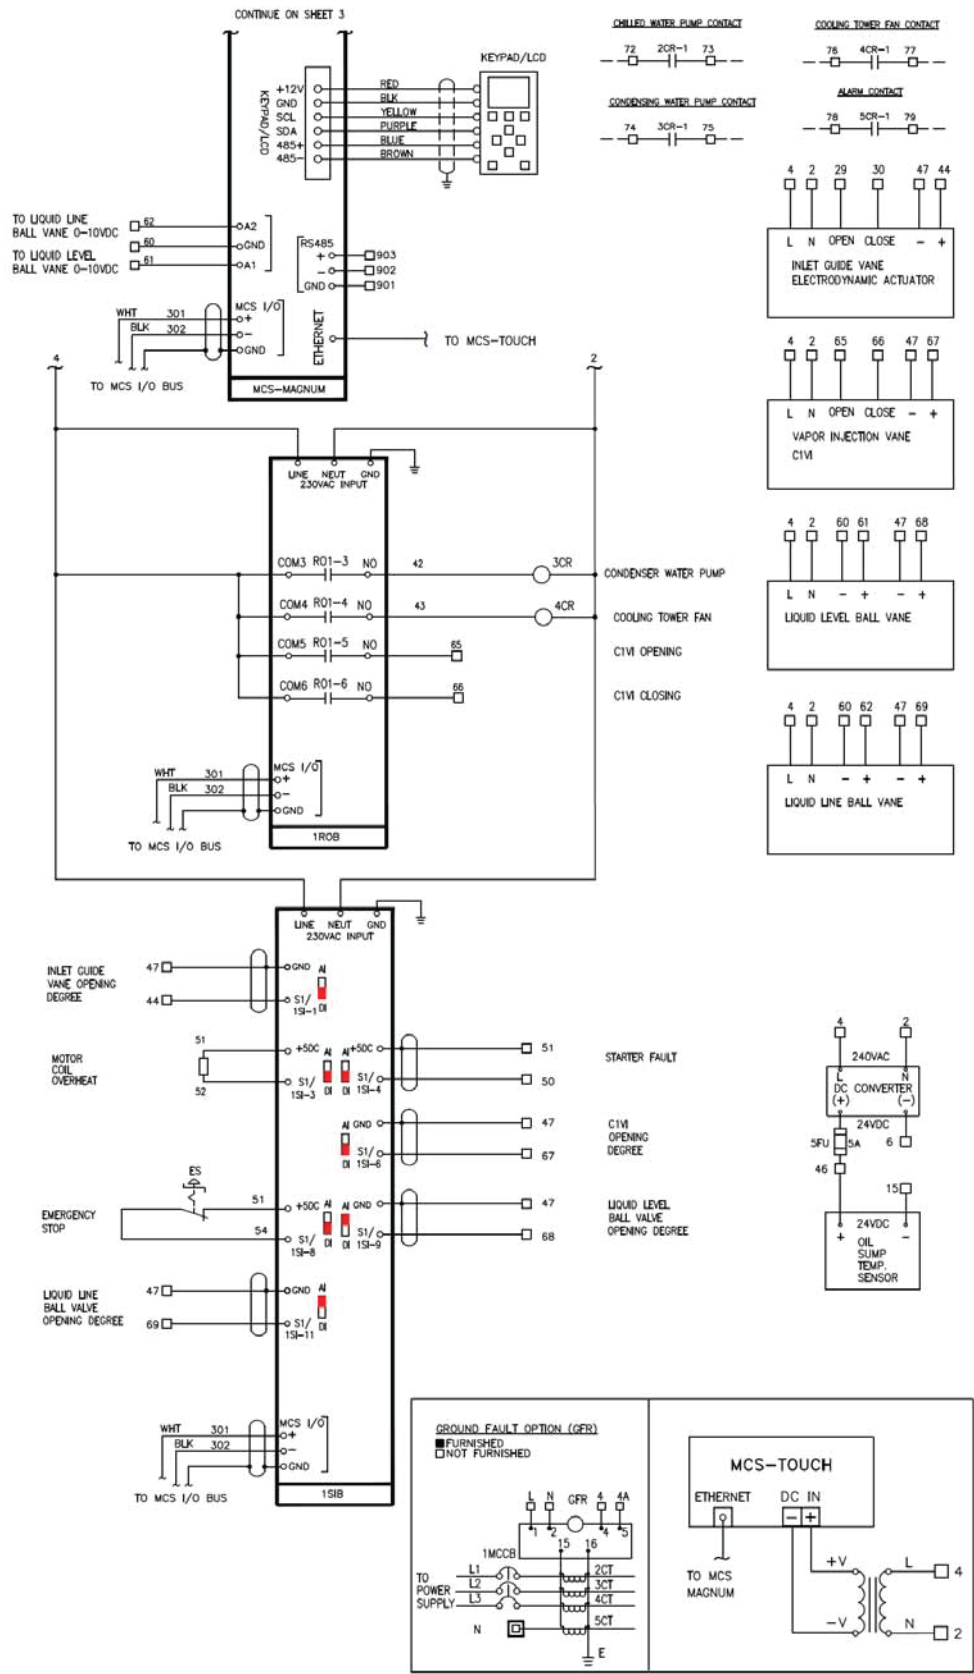 CONTINUE ON SHEET 3
KEYPAD/LCD
+12V
GND
SCL
SDA
485+
485-
RED
BLK
YELLOW
PURPLE
BLUE
BROWN
KEYPAD/LCD
TO LIQUID LINE
BALL VANE 0-10VDC
TO LIQUID LEVEL
BALL VANE 0-10VDC
62
60
61
A2
GND
A1
RS485
+
-
GND
903
902
901
MCS I/O
WHT 301 +
BLK 302 -
GND
TO MCS I/O BUS
ETHERNET
TO MCS-TOUCH
MCS-MAGNUM
4
2
LINE NEUT GND
230VAC INPUT
COM3 RO1-3 NO 42 3CR CONDENSER WATER PUMP
COM4 RO1-4 NO 43 4CR COOLING TOWER FAN
COM5 RO1-5 NO 65 C1VI OPENING
COM6 RO1-6 NO 66 C1VI CLOSING
MCS I/O
WHT 301 +
BLK 302 -
GND
TO MCS I/O BUS
1ROB
LINE NEUT GND
230VAC INPUT
INLET GUIDE
VANE OPENING
DEGREE
47
44
GND
S1/
1SI-1
AI
DI
MOTOR
COIL
OVERHEAT
51
52
+5DC
S1/
1SI-3
AI
DI
AI
DI
+5DC
S1/
1SI-4
51
50
STARTER FAULT
AI
DI
GND
S1/
1SI-6
47
67
C1VI
OPENING
DEGREE
EMERGENCY
STOP
ES
51
54
+5DC
S1/
1SI-8
AI
DI
AI
DI
GND
S1/
1SI-9
47
68
LIQUID LEVEL
BALL VALVE
OPENING DEGREE
LIQUID LINE
BALL VALVE
OPENING DEGREE
47
69
GND
S1/
1SI-11
AI
DI
MCS I/O
WHT 301 +
BLK 302 -
GND
TO MCS I/O BUS
1SIB
CHILLED WATER PUMP CONTACT
72 2CR-1 73
COOLING TOWER FAN CONTACT
76 4CR-1 77
CONDENSING WATER PUMP CONTACT
74 3CR-1 75
ALARM CONTACT
78 5CR-1 79
4 2 29 30 47 44
L N OPEN CLOSE - +
INLET GUIDE VANE
ELECTRODYNAMIC ACTUATOR
4 2 65 66 47 67
L N OPEN CLOSE - +
VAPOR INJECTION VANE
C1VI
4 2 60 61 47 68
L N - + - +
LIQUID LEVEL BALL VANE
4 2 60 62 47 69
L N - + - +
LIQUID LINE BALL VANE
4 2
240VAC
L N
DC CONVERTER
(+) (-)
24VDC
5FU 5A 6
46
15
24VDC
+ -
OIL
SUMP
TEMP.
SENSOR
GROUND FAULT OPTION (GFR)
FURNISHED
NOT FURNISHED
L N GFR 4 4A
1 2 4 5
15 16
1MCCB
TO
POWER
SUPPLY
L1 2CT
L2 3CT
L3 4CT
N 5CT
E
MCS-TOUCH
ETHERNET DC IN
- +
TO MCS
MAGNUM
+V L 4
-V N 2